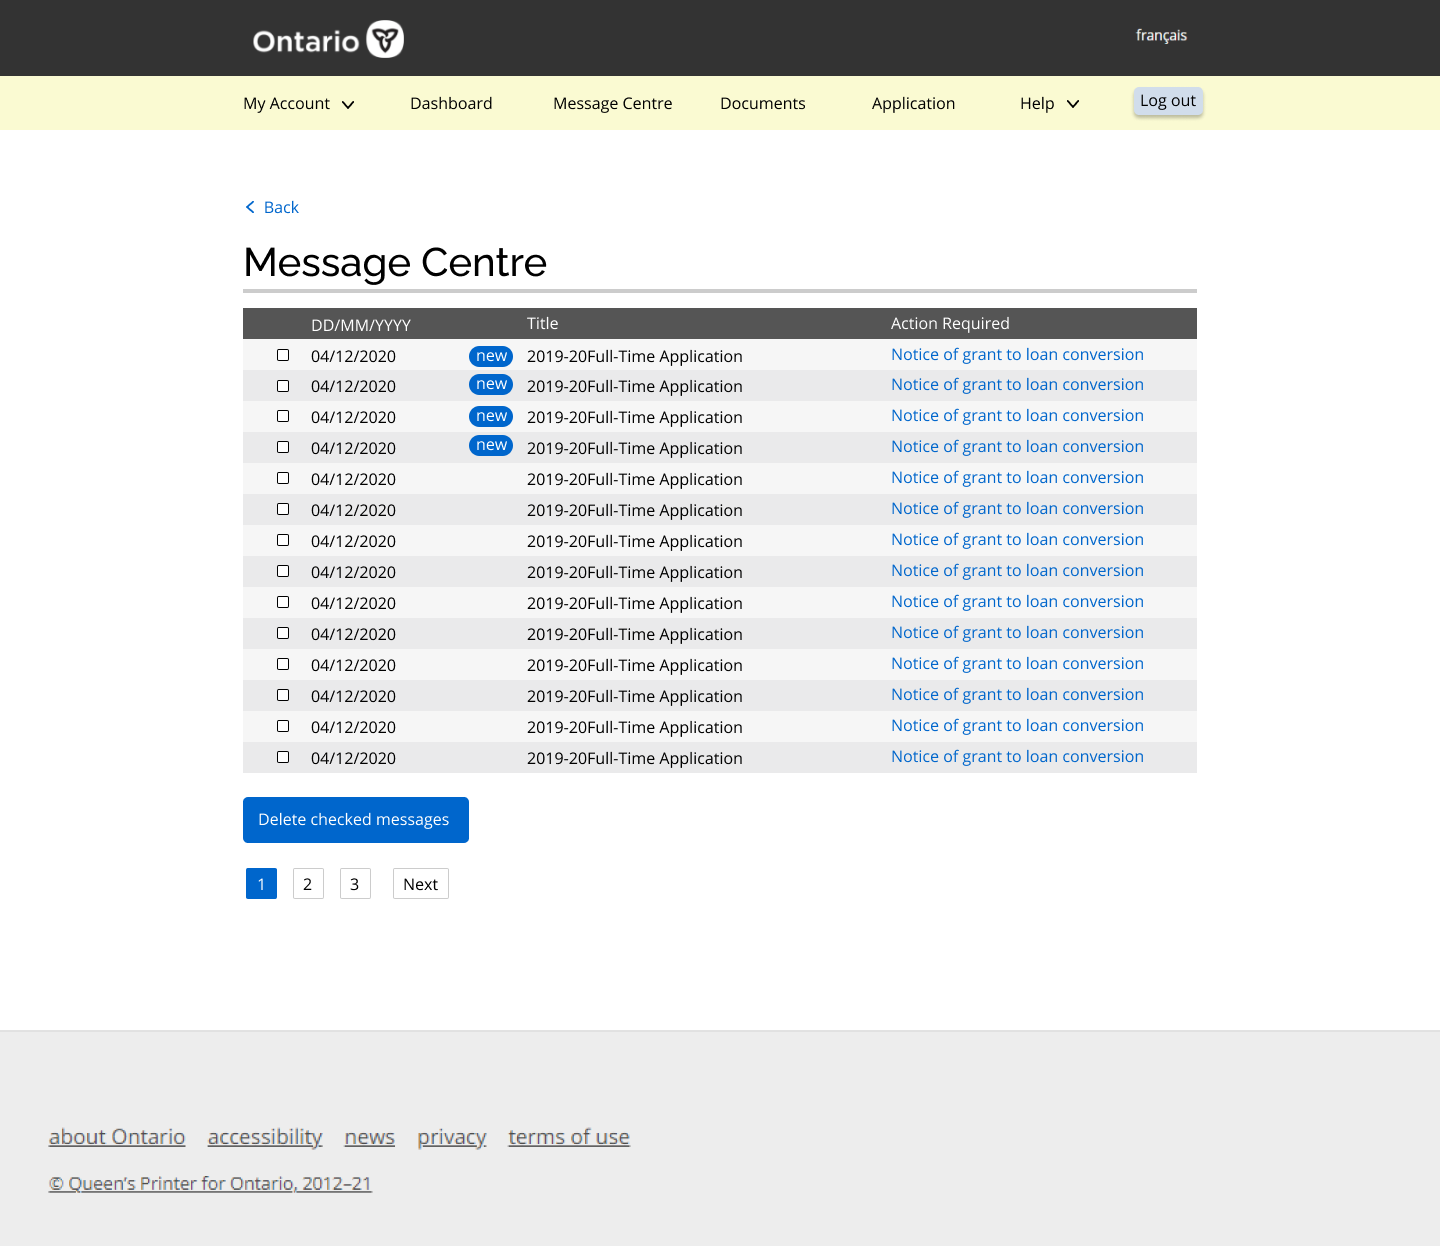 Ontario
français
My Account Dashboard Message Centre Documents Application Help Log out
Back
Message Centre
DD/MM/YYYY Title Action Required
04/12/2020 new 2019-20Full-Time Application Notice of grant to loan conversion
04/12/2020 new 2019-20Full-Time Application Notice of grant to loan conversion
04/12/2020 new 2019-20Full-Time Application Notice of grant to loan conversion
04/12/2020 new 2019-20Full-Time Application Notice of grant to loan conversion
04/12/2020 2019-20Full-Time Application Notice of grant to loan conversion
04/12/2020 2019-20Full-Time Application Notice of grant to loan conversion
04/12/2020 2019-20Full-Time Application Notice of grant to loan conversion
04/12/2020 2019-20Full-Time Application Notice of grant to loan conversion
04/12/2020 2019-20Full-Time Application Notice of grant to loan conversion
04/12/2020 2019-20Full-Time Application Notice of grant to loan conversion
04/12/2020 2019-20Full-Time Application Notice of grant to loan conversion
04/12/2020 2019-20Full-Time Application Notice of grant to loan conversion
04/12/2020 2019-20Full-Time Application Notice of grant to loan conversion
04/12/2020 2019-20Full-Time Application Notice of grant to loan conversion
Delete checked messages
1 2 3 Next
about Ontario accessibility news privacy terms of use
© Queen’s Printer for Ontario, 2012–21